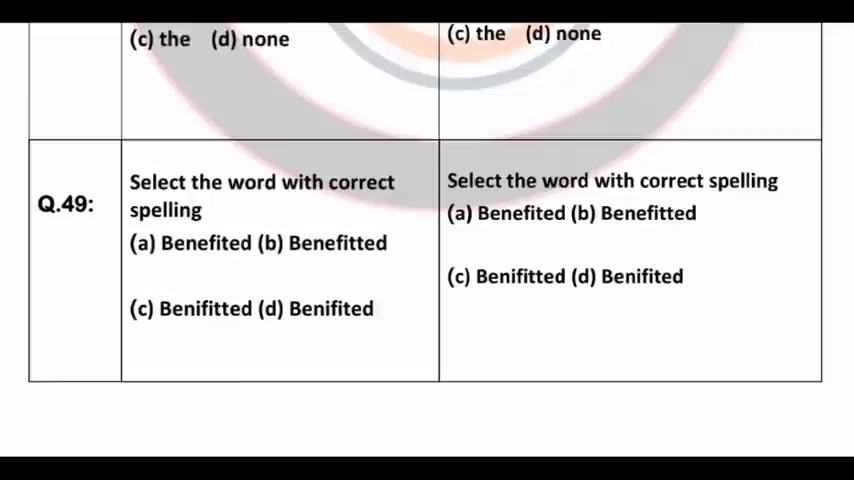 (c) the (d) none
(c) the (d) none
Q.49:
Select the word with correct
spelling
(a) Benefited (b) Benefitted
(c) Benifitted (d) Benifited
Select the word with correct spelling
(a) Benefited (b) Benefitted
(c) Benifitted (d) Benifited